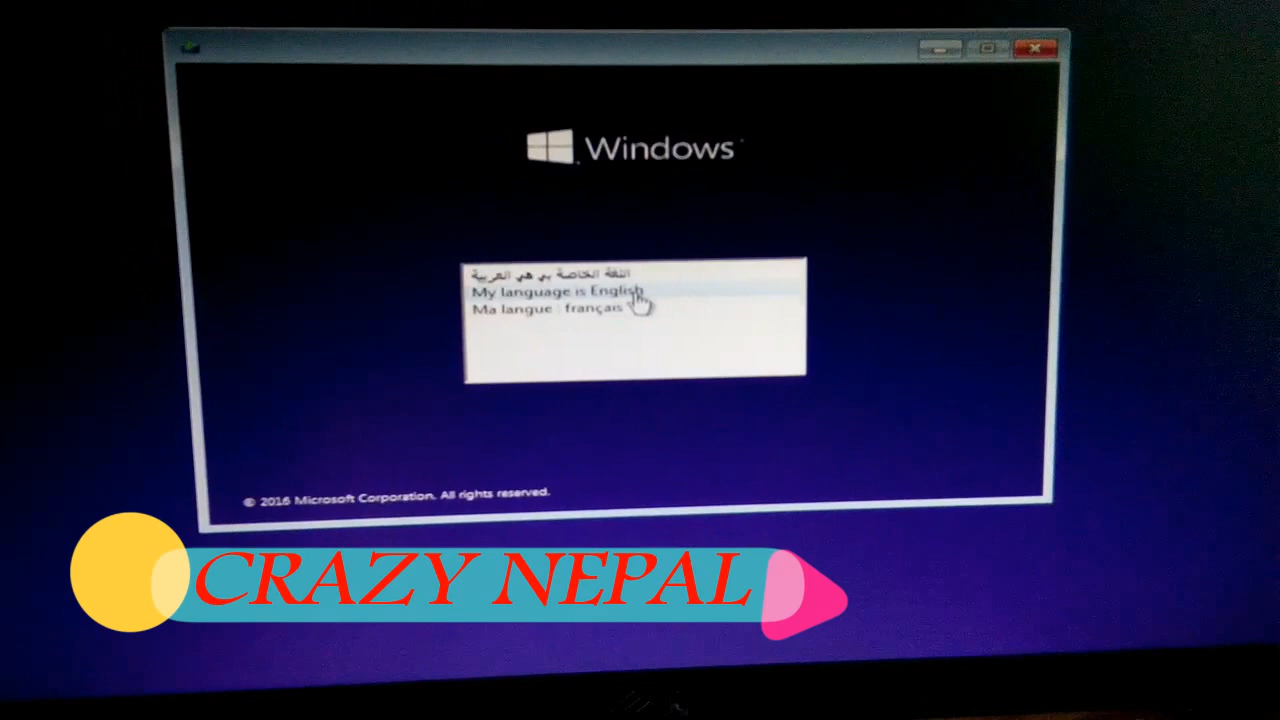 Windows
اللغة الخاصة بي هي العربية
My language is English
Ma langue : français
© 2016 Microsoft Corporation. All rights reserved.
CRAZY NEPAL